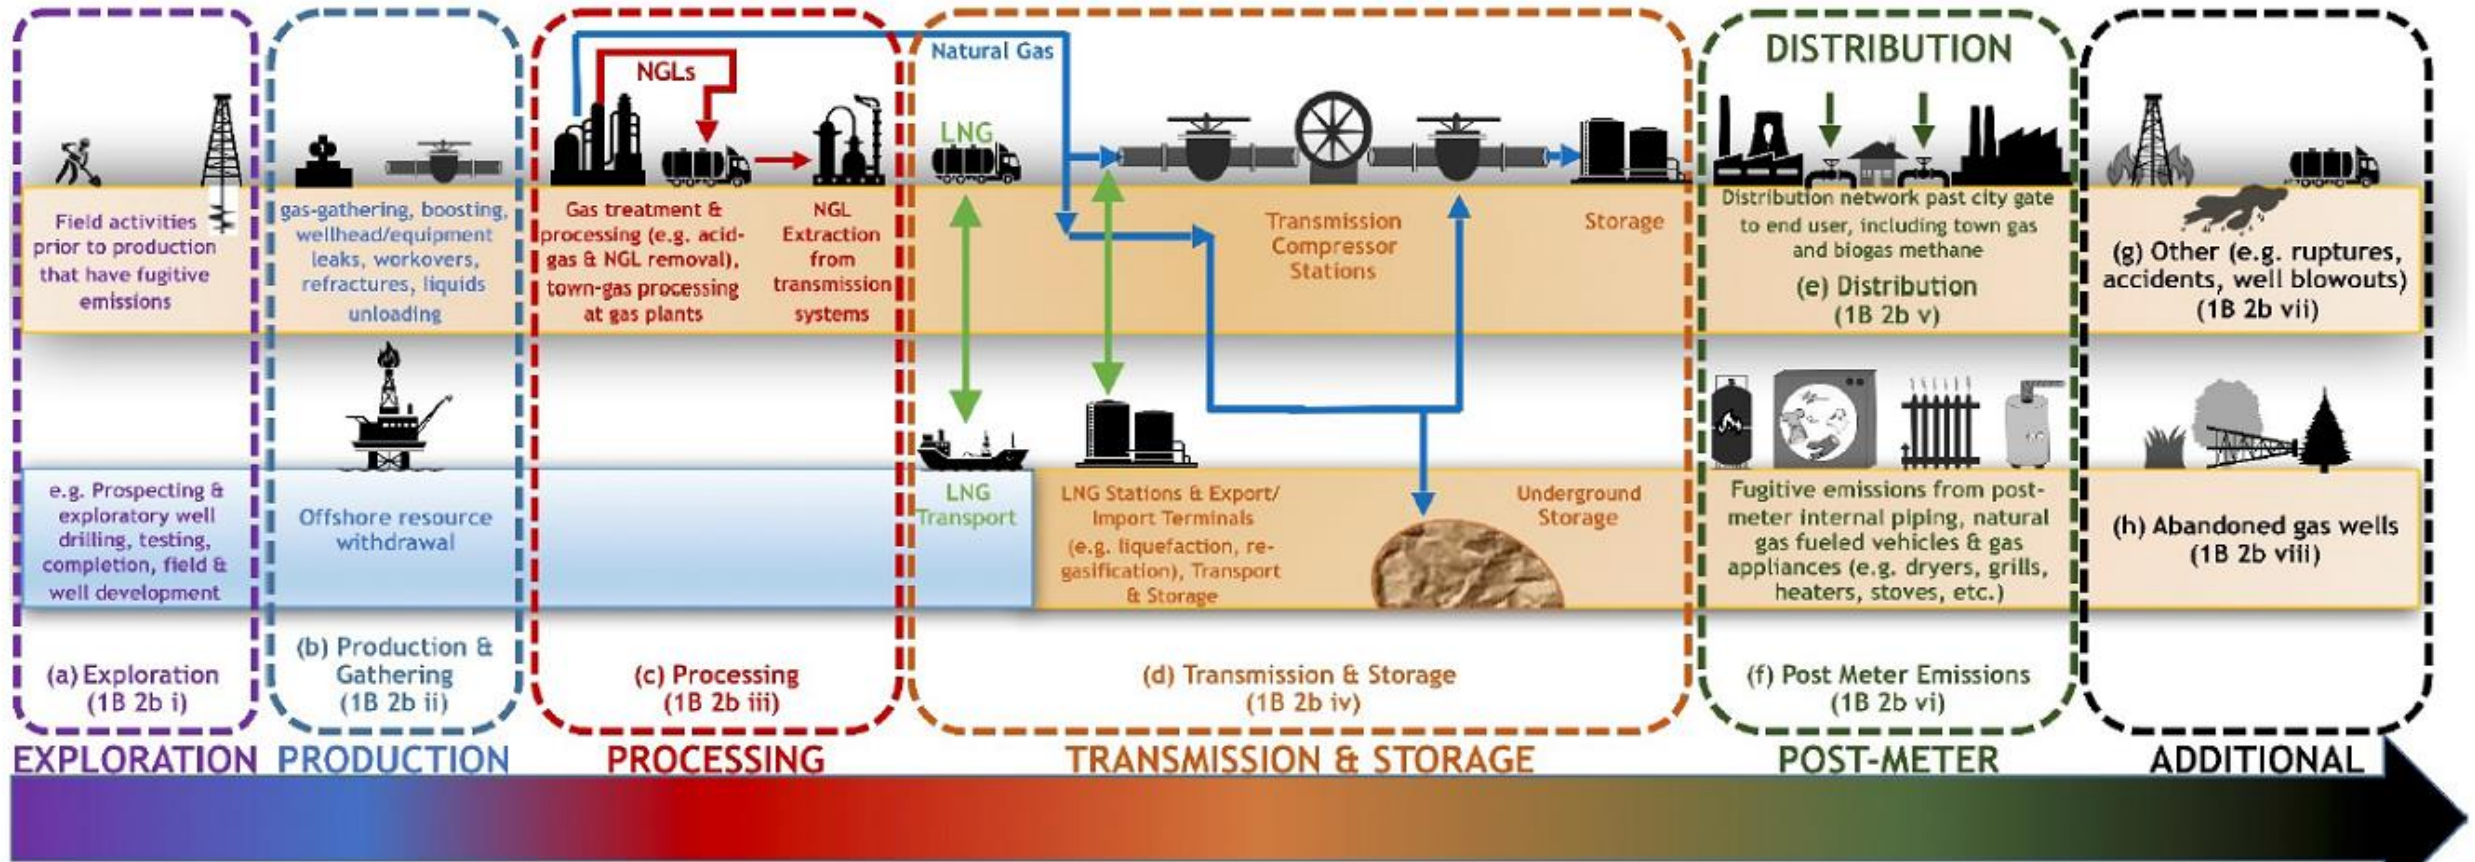 Field activities
prior to production
that have fugitive
emissions
e.g. Prospecting &
exploratory well
drilling, testing,
completion, field &
well development
(a) Exploration
(1B 2b i)
EXPLORATION
gas-gathering, boosting,
wellhead/equipment
leaks, workovers,
refractures, liquids
unloading
Offshore resource
withdrawal
(b) Production &
Gathering
(1B 2b ii)
PRODUCTION
NGLs
Gas treatment &
processing (e.g. acid-
gas & NGL removal),
town-gas processing
at gas plants
NGL
Extraction
from
transmission
systems
(c) Processing
(1B 2b iii)
PROCESSING
Natural Gas
LNG
Transmission
Compressor
Stations
Storage
LNG
Transport
LNG Stations & Export/
Import Terminals
(e.g. liquefaction, re-
gasification), Transport
& Storage
Underground
Storage
(d) Transmission & Storage
(1B 2b iv)
TRANSMISSION & STORAGE
DISTRIBUTION
Distribution network past city gate
to end user, including town gas
and biogas methane
(e) Distribution
(1B 2b v)
Fugitive emissions from post-
meter internal piping, natural
gas fueled vehicles & gas
appliances (e.g. dryers, grills,
heaters, stoves, etc.)
(f) Post Meter Emissions
(1B 2b vi)
POST-METER
(g) Other (e.g. ruptures,
accidents, well blowouts)
(1B 2b vii)
(h) Abandoned gas wells
(1B 2b viii)
ADDITIONAL